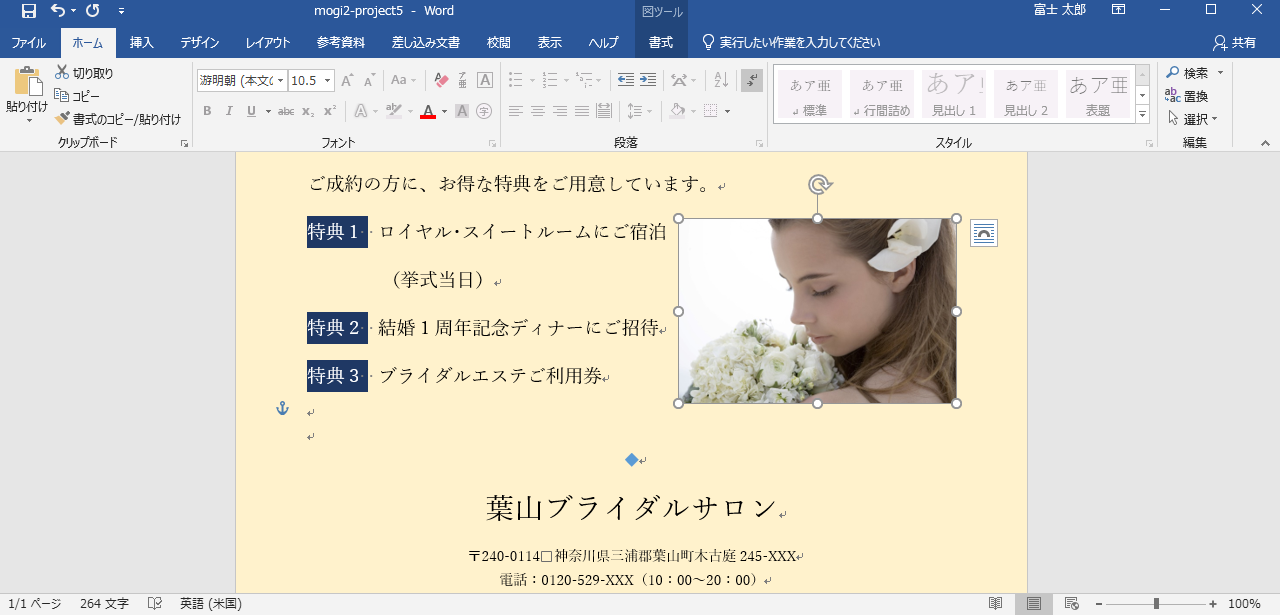 mogi2-project5 - Word
図ツール
富士 太郎
ファイル ホーム 挿入 デザイン レイアウト 参考資料 差し込み文書 校閲 表示 ヘルプ 書式 実行したい作業を入力してください 共有
貼り付け
切り取り
コピー
書式のコピー/貼り付け
クリップボード
游明朝 (本文(
10.5
A A Aa A
B I U abc x₂ x² A ab A A 字
フォント
段落
あア亜
標準
あア亜
行間詰め
あア
見出し 1
あア亜
見出し 2
あア亜
表題
スタイル
検索
置換
選択
編集
ご成約の方に、お得な特典をご用意しています。
特典 1 ロイヤル・スイートルームにご宿泊
（挙式当日）
特典 2 結婚 1 周年記念ディナーにご招待
特典 3 ブライダルエステご利用券
葉山ブライダルサロン
〒240-0114□神奈川県三浦郡葉山町木古庭 245-XXX
電話：0120-529-XXX（10：00～20：00）
1/1 ページ 264 文字 英語 (米国) 100%